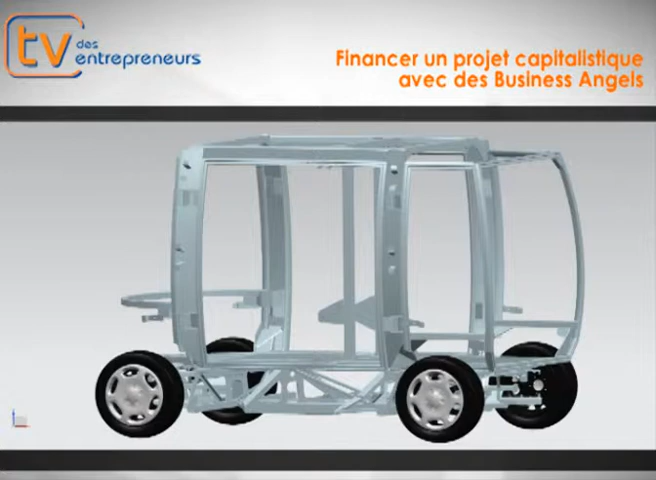 tv des
entrepreneurs
Financer un projet capitalistique
avec des Business Angels